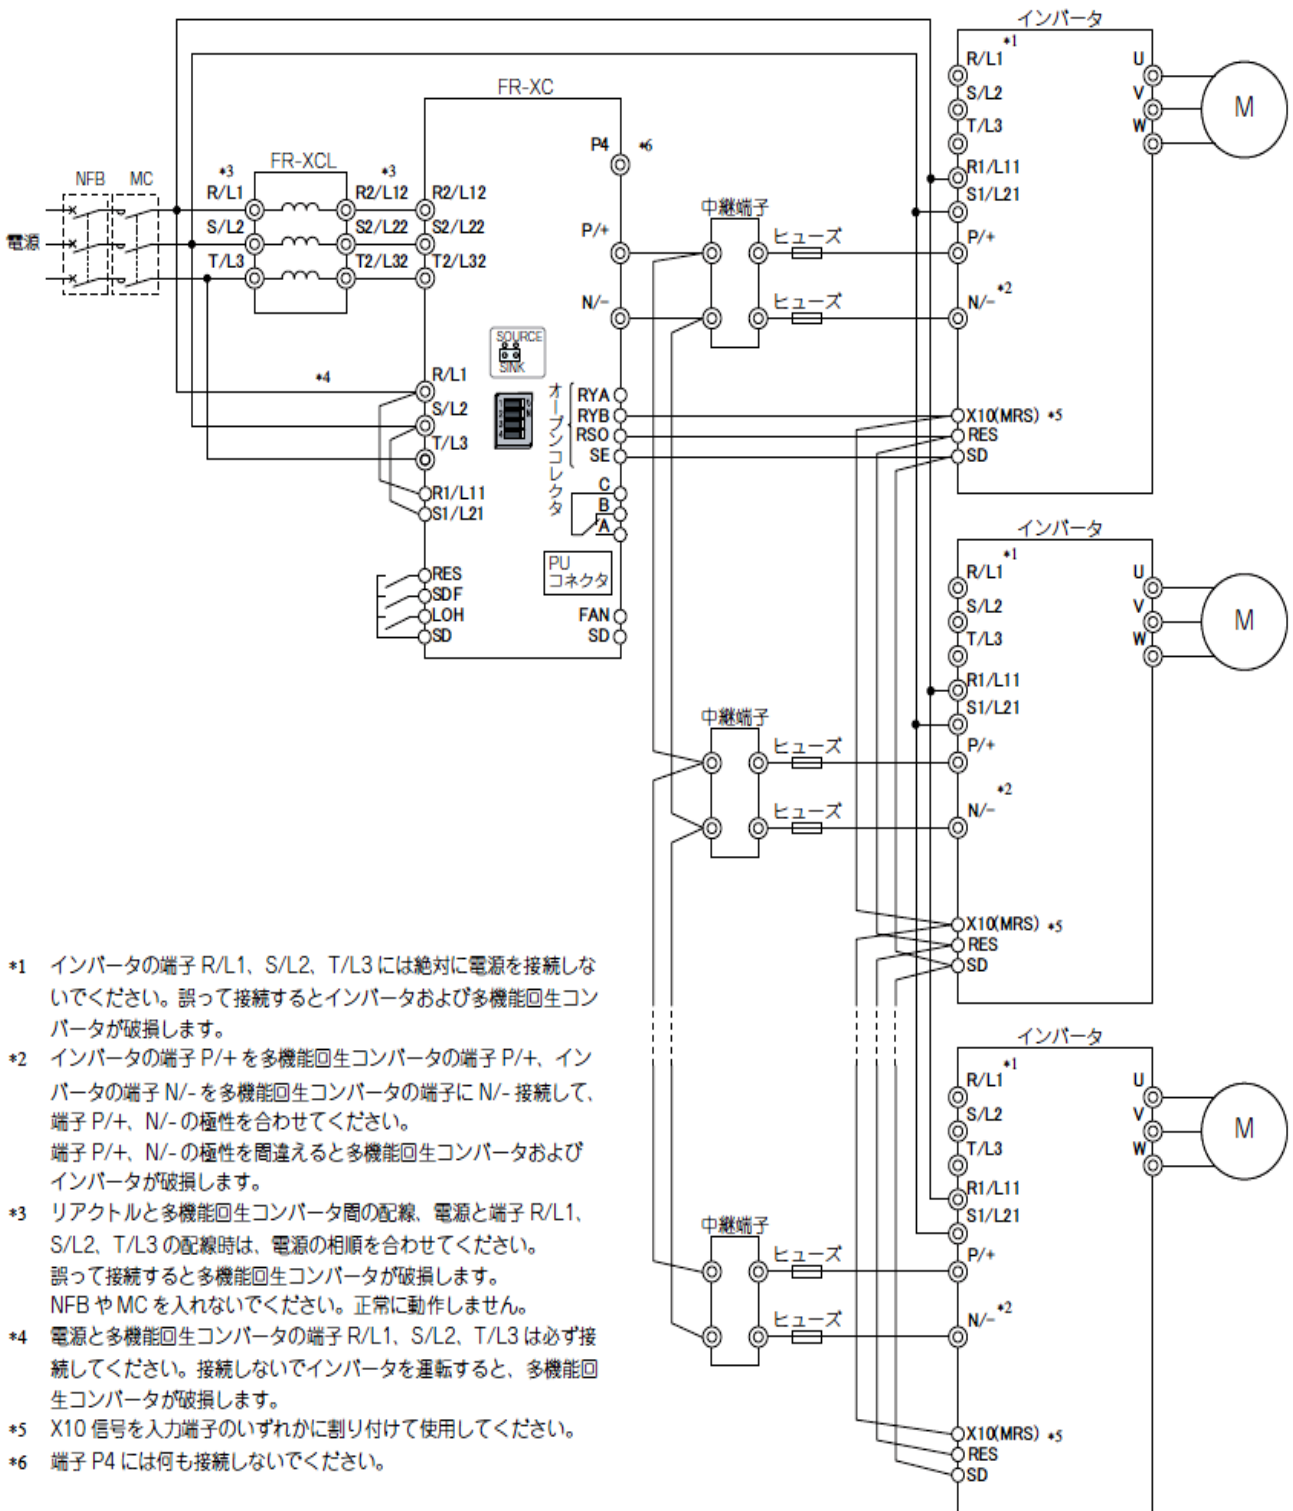 インバータ
*1
R/L1
S/L2
T/L3
R1/L11
S1/L21
P/+
N/-
*2
X10(MRS) *5
RES
SD
U
V
W
M
FR-XC
P4 *6
P/+
N/-
R2/L12
S2/L22
T2/L32
SOURCE
SINK
R/L1
S/L2
T/L3
R1/L11
S1/L21
RES
SDF
LOH
SD
オープンコレクタ
RYA
RYB
RSO
SE
C
B
A
PU
コネクタ
FAN
SD
NFB
MC
電源
FR-XCL
*3
*3
R/L1
S/L2
T/L3
R2/L12
S2/L22
T2/L32
*4
中継端子
ヒューズ
ヒューズ
インバータ
*1
R/L1
S/L2
T/L3
R1/L11
S1/L21
P/+
N/-
*2
X10(MRS) *5
RES
SD
U
V
W
M
中継端子
ヒューズ
ヒューズ
インバータ
*1
R/L1
S/L2
T/L3
R1/L11
S1/L21
P/+
N/-
*2
X10(MRS) *5
RES
SD
U
V
W
M
中継端子
ヒューズ
ヒューズ
*1 インバータの端子 R/L1、S/L2、T/L3 には絶対に電源を接続しな
いでください。誤って接続するとインバータおよび多機能回生コン
バータが破損します。
*2 インバータの端子 P/+ を多機能回生コンバータの端子 P/+、イン
バータの端子 N/- を多機能回生コンバータの端子に N/- 接続して、
端子 P/+、N/- の極性を合わせてください。
端子 P/+、N/- の極性を間違えると多機能回生コンバータおよび
インバータが破損します。
*3 リアクトルと多機能回生コンバータ間の配線、電源と端子 R/L1、
S/L2、T/L3 の配線時は、電源の相順を合わせてください。
誤って接続すると多機能回生コンバータが破損します。
NFB や MC を入れないでください。正常に動作しません。
*4 電源と多機能回生コンバータの端子 R/L1、S/L2、T/L3 は必ず接
続してください。接続しないでインバータを運転すると、多機能回
生コンバータが破損します。
*5 X10 信号を入力端子のいずれかに割り付けて使用してください。
*6 端子 P4 には何も接続しないでください。